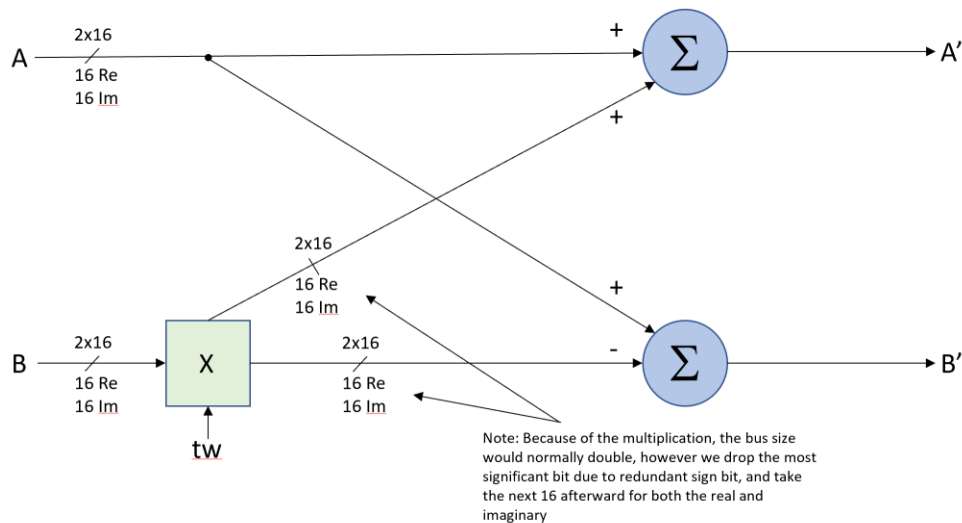 2x16
+
A
Σ
A’
16 Re
16 Im
+
2x16
16 Re
16 Im
+
2x16
2x16
-
B
X
Σ
B’
16 Re
16 Im
16 Re
16 Im
tw
Note: Because of the multiplication, the bus size
would normally double, however we drop the most
significant bit due to redundant sign bit, and take
the next 16 afterward for both the real and
imaginary